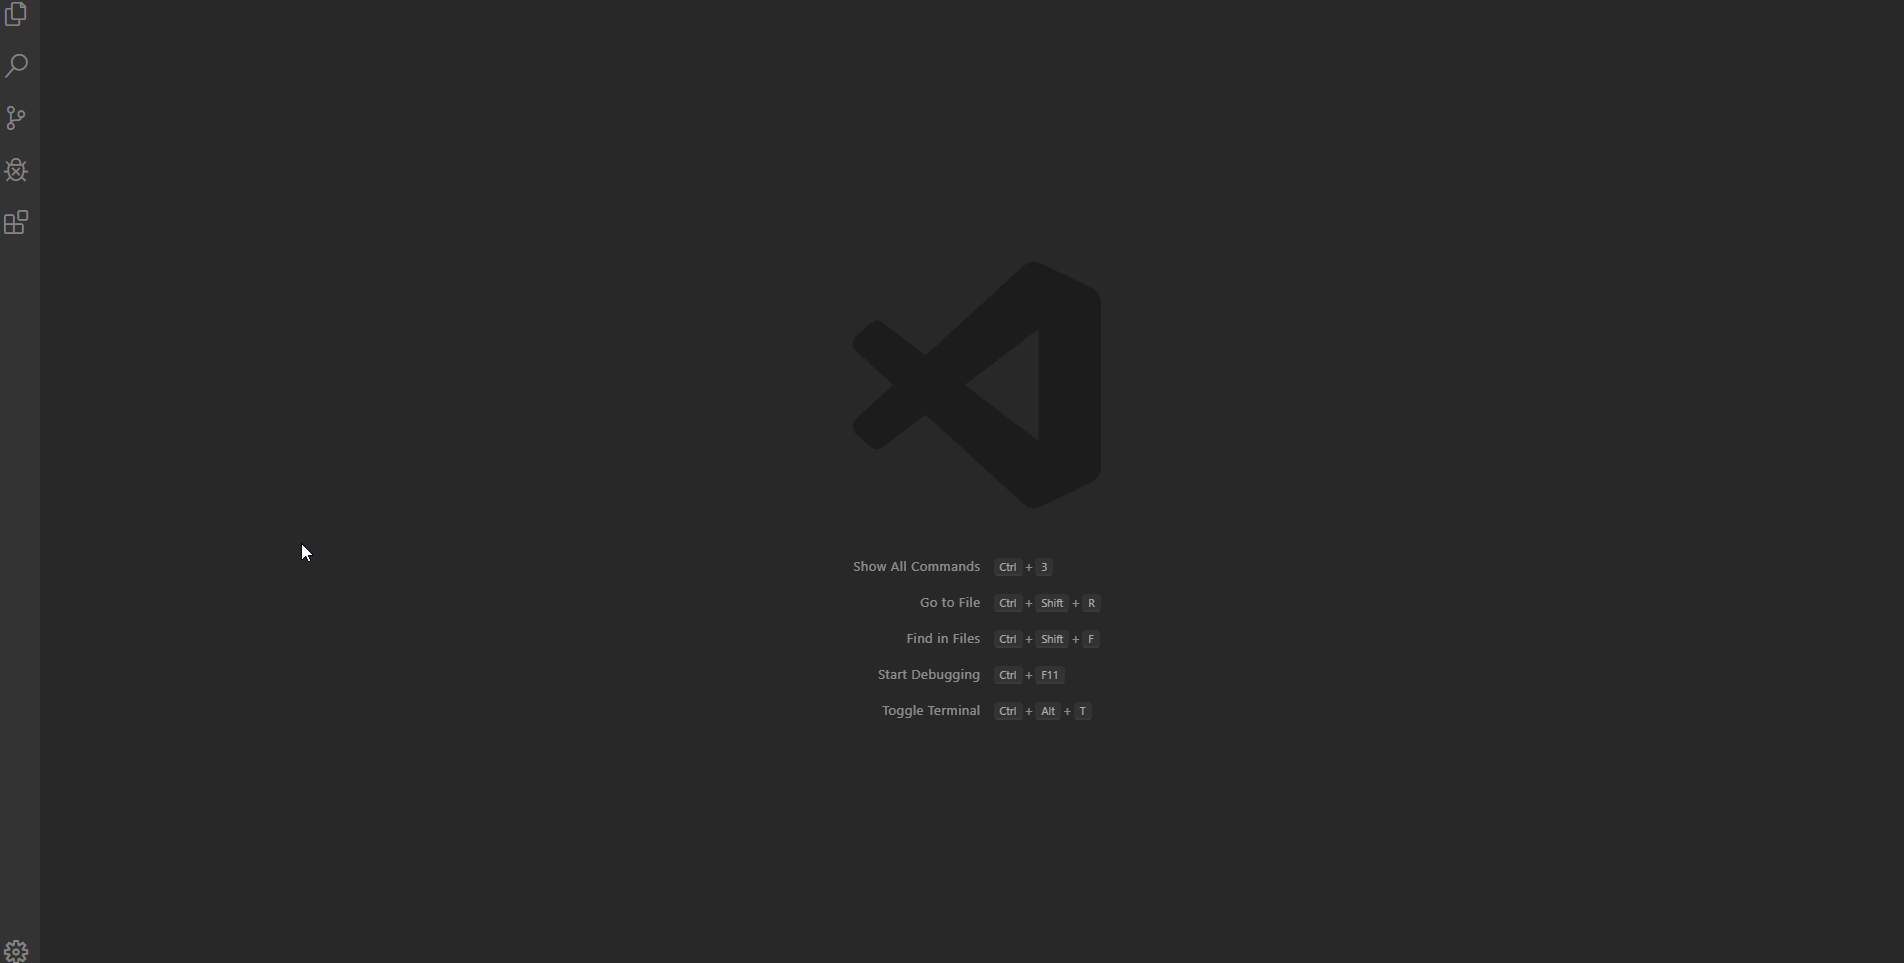 Show All Commands Ctrl + 3
Go to File Ctrl + Shift + R
Find in Files Ctrl + Shift + F
Start Debugging Ctrl + F11
Toggle Terminal Ctrl + Alt + T